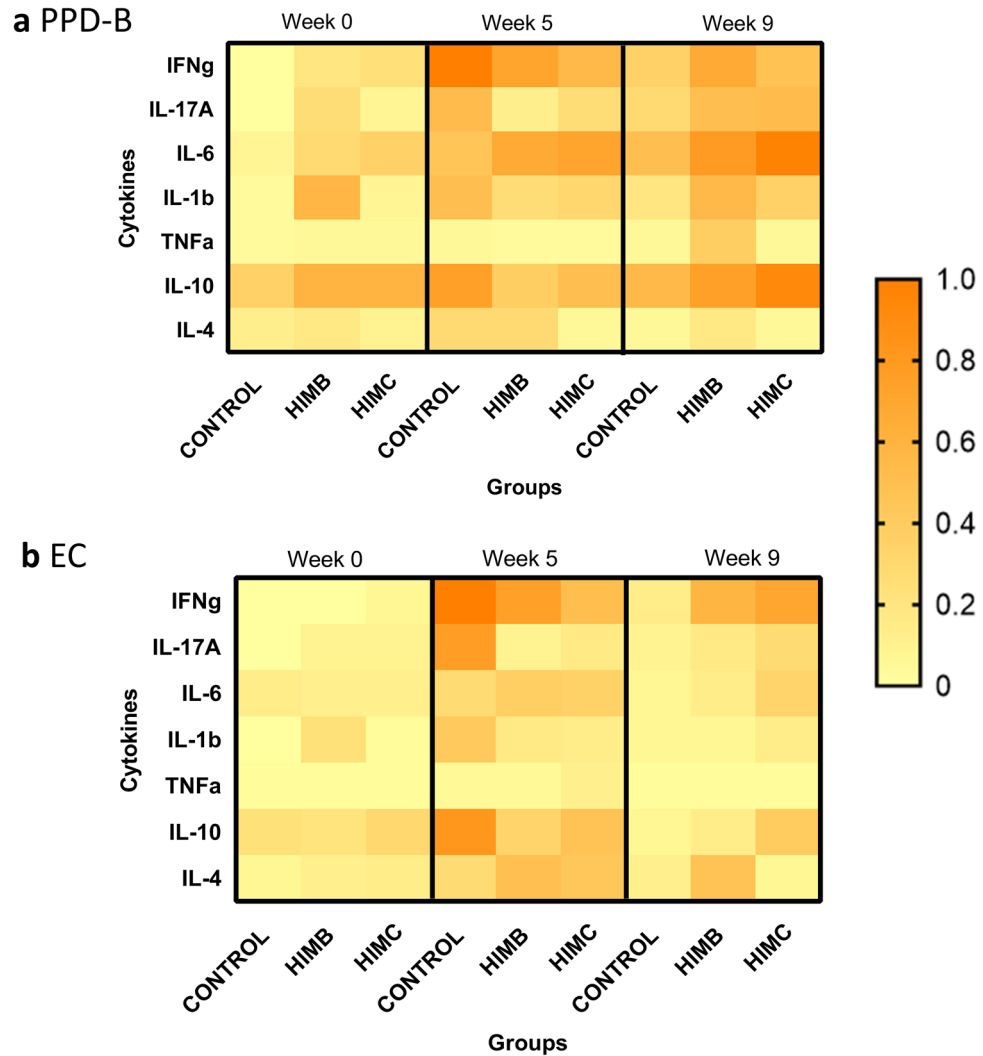 a PPD-B
Week 0 Week 5 Week 9
IFNg
IL-17A
IL-6
IL-1b
TNFa
IL-10
IL-4
Cytokines
CONTROL HIMB HIMC CONTROL HIMB HIMC CONTROL HIMB HIMC
Groups
1.0
0.8
0.6
0.4
0.2
0
b EC
Week 0 Week 5 Week 9
IFNg
IL-17A
IL-6
IL-1b
TNFa
IL-10
IL-4
Cytokines
CONTROL HIMB HIMC CONTROL HIMB HIMC CONTROL HIMB HIMC
Groups